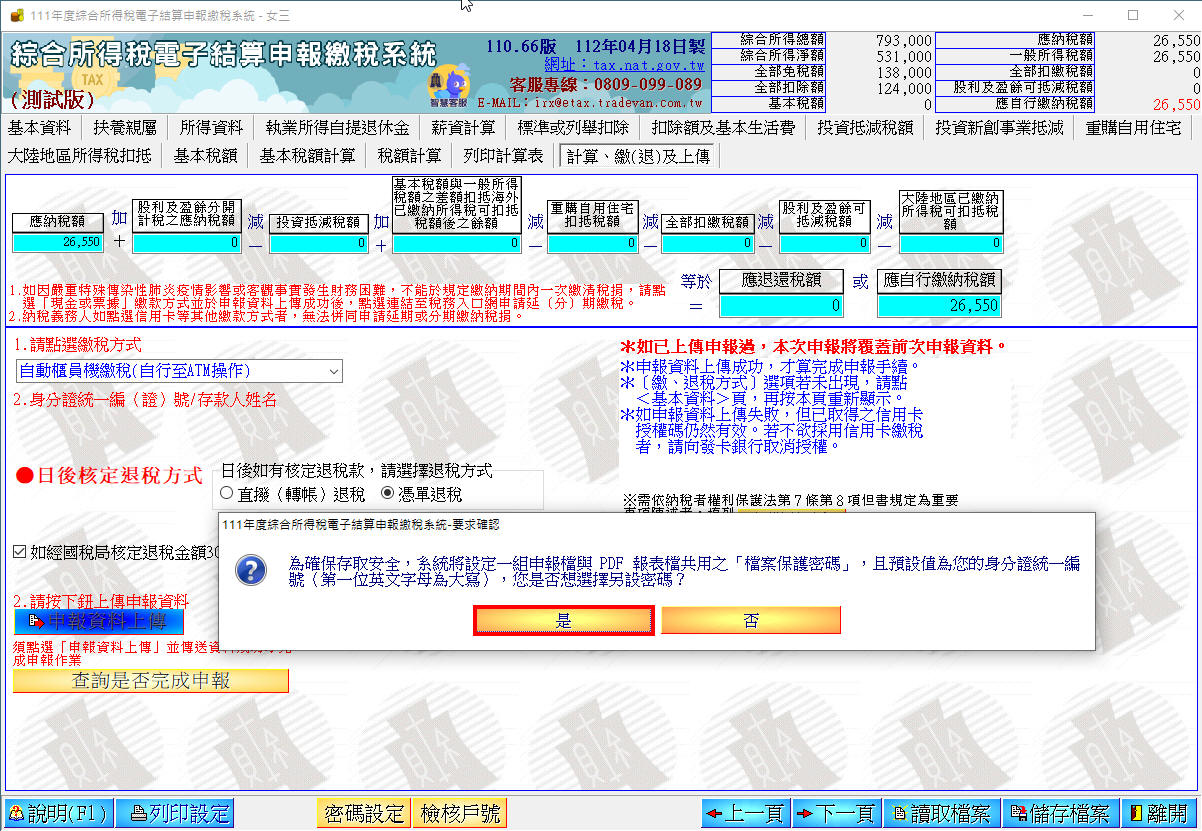 111年度綜合所得稅電子結算申報繳稅系統 - 女三
綜合所得稅電子結算申報繳稅系統
(測試版)
TAX
智慧客服
110.66版 112年04月18日製
網址：tax.nat.gov.tw
客服專線：0809-099-089
E-MAIL：irx@etax.tradevan.com.tw
綜合所得總額 793,000 應納稅額 26,550
綜合所得淨額 531,000 一般所得稅額 26,550
全部免稅額 138,000 全部扣繳稅額 0
全部扣除額 124,000 股利及盈餘可抵減稅額 0
基本稅額 0 應自行繳納稅額 26,550
基本資料 扶養親屬 所得資料 執業所得自提退休金 薪資計算 標準或列舉扣除 扣除額及基本生活費 投資抵減稅額 投資新創事業抵減 重購自用住宅
大陸地區所得稅扣抵 基本稅額 基本稅額計算 稅額計算 列印計算表 計算、繳(退)及上傳
應納稅額
26,550
加
＋
股利及盈餘分開
計稅之應納稅額
0
減
－
投資抵減稅額
0
加
＋
基本稅額與一般所得
稅額之差額扣抵海外
已繳納所得稅可扣抵
稅額後之餘額
0
減
－
重購自用住宅
扣抵稅額
0
減
－
全部扣繳稅額
0
減
－
股利及盈餘可
抵減稅額
0
減
－
大陸地區已繳納
所得稅可扣抵稅
額
0
等於
＝
應退還稅額
0
或
應自行繳納稅額
26,550
1.如因嚴重特殊傳染性肺炎疫情影響或客觀事實發生財務困難，不能於規定繳納期間內一次繳清稅捐，請點
選「現金或票據」繳款方式並於申報資料上傳成功後，點選連結至稅務入口網申請延（分）期繳稅。
2.納稅義務人如點選信用卡等其他繳款方式者，無法併同申請延期或分期繳納稅捐。
1.請點選繳稅方式
自動櫃員機繳稅(自行至ATM操作)
2.身分證統一編（證）號/存款人姓名
＊如已上傳申報過，本次申報將覆蓋前次申報資料。
＊申報資料上傳成功，才算完成申報手續。
＊〔繳、退稅方式〕選項若未出現，請點
＜基本資料＞頁，再按本頁重新顯示。
＊如申報資料上傳失敗，但已取得之信用卡
授權碼仍然有效。若不欲採用信用卡繳稅
者，請向發卡銀行取消授權。
●日後核定退稅方式
日後如有核定退稅款，請選擇退稅方式
直撥（轉帳）退稅 憑單退稅
※需依納稅者權利保護法第７條第８項但書規定為重要
事項陳述者，填列
如經國稅局核定退稅金額30
111年度綜合所得稅電子結算申報繳稅系統-要求確認
為確保存取安全，系統將設定一組申報檔與 PDF 報表檔共用之「檔案保護密碼」，且預設值為您的身分證統一編
號（第一位英文字母為大寫），您是否想選擇另設密碼？
是 否
2.請按下鈕上傳申報資料
申報資料上傳
須點選「申報資料上傳」並傳送資
成申報作業
查詢是否完成申報
說明(F1) 列印設定 密碼設定 檢核戶號 上一頁 下一頁 讀取檔案 儲存檔案 離開